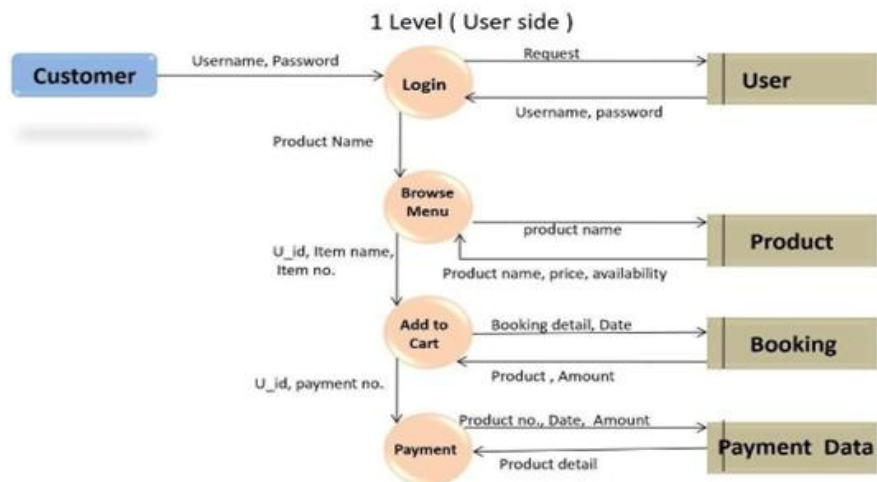 1 Level ( User side )
Request
Username, Password
Customer
Login
User
Username, password
Product Name
Browse
Menu
product name
Product
U_id, Item name,
Item no.
Product name, price, availability
Add to
Cart
Booking detail, Date
Booking
Product , Amount
U_id, payment no.
Product no., Date, Amount
Payment
Payment Data
Product detail